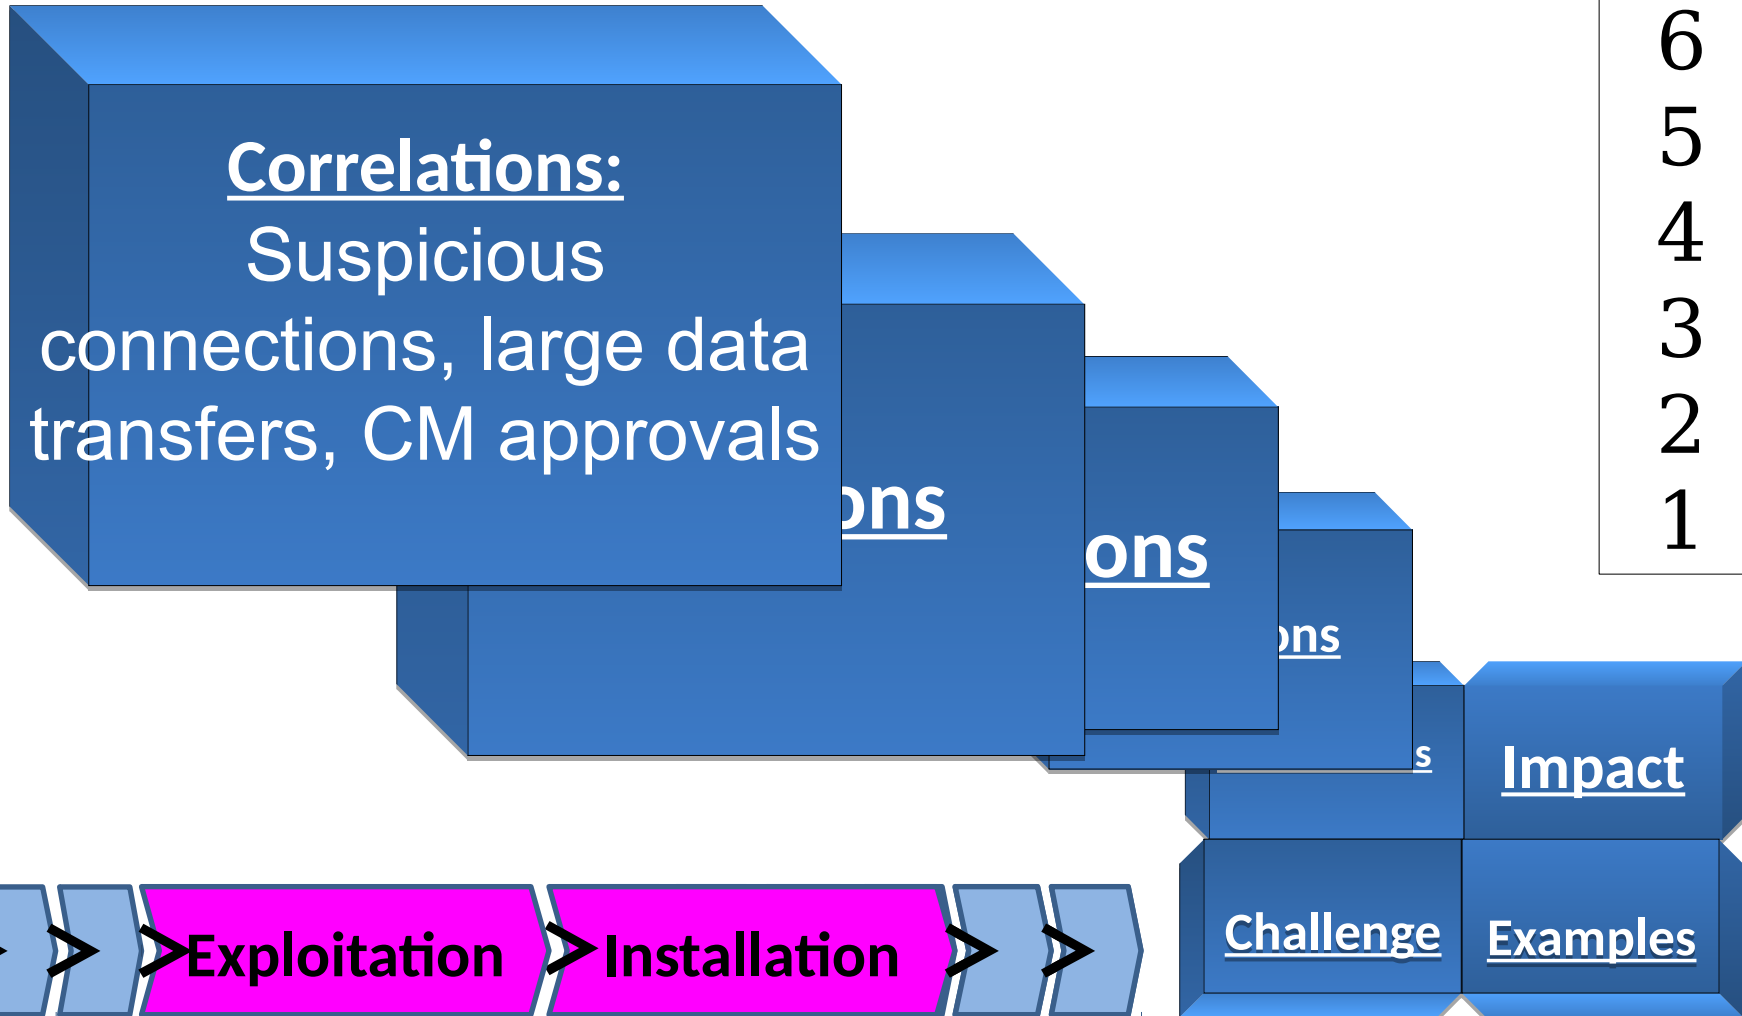 Correlations:
Suspicious
connections, large data
transfers, CM approvals
ons
ons
ons
s
Impact
Challenge
Examples
Exploitation
Installation
6
5
4
3
2
1